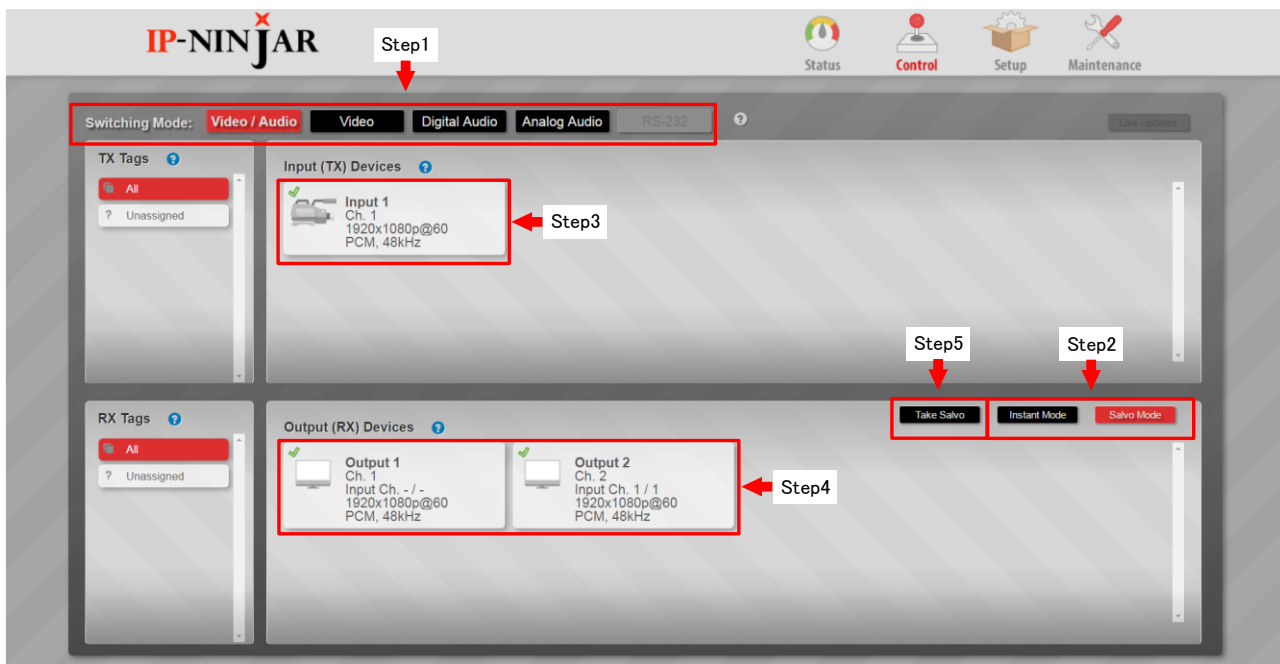 IP-NINJAR
Step1
Status
Control
Setup
Maintenance
Switching Mode: Video / Audio Video Digital Audio Analog Audio RS-232 ?
Live Updates
TX Tags ?
All
? Unassigned
Input (TX) Devices ?
Input 1
Ch. 1
1920x1080p@60
PCM, 48kHz
Step3
Step5
Step2
RX Tags ?
All
? Unassigned
Output (RX) Devices ?
Take Salvo
Instant Mode
Salvo Mode
Output 1
Ch. 1
Input Ch. - / -
1920x1080p@60
PCM, 48kHz
Output 2
Ch. 2
Input Ch. 1 / 1
1920x1080p@60
PCM, 48kHz
Step4